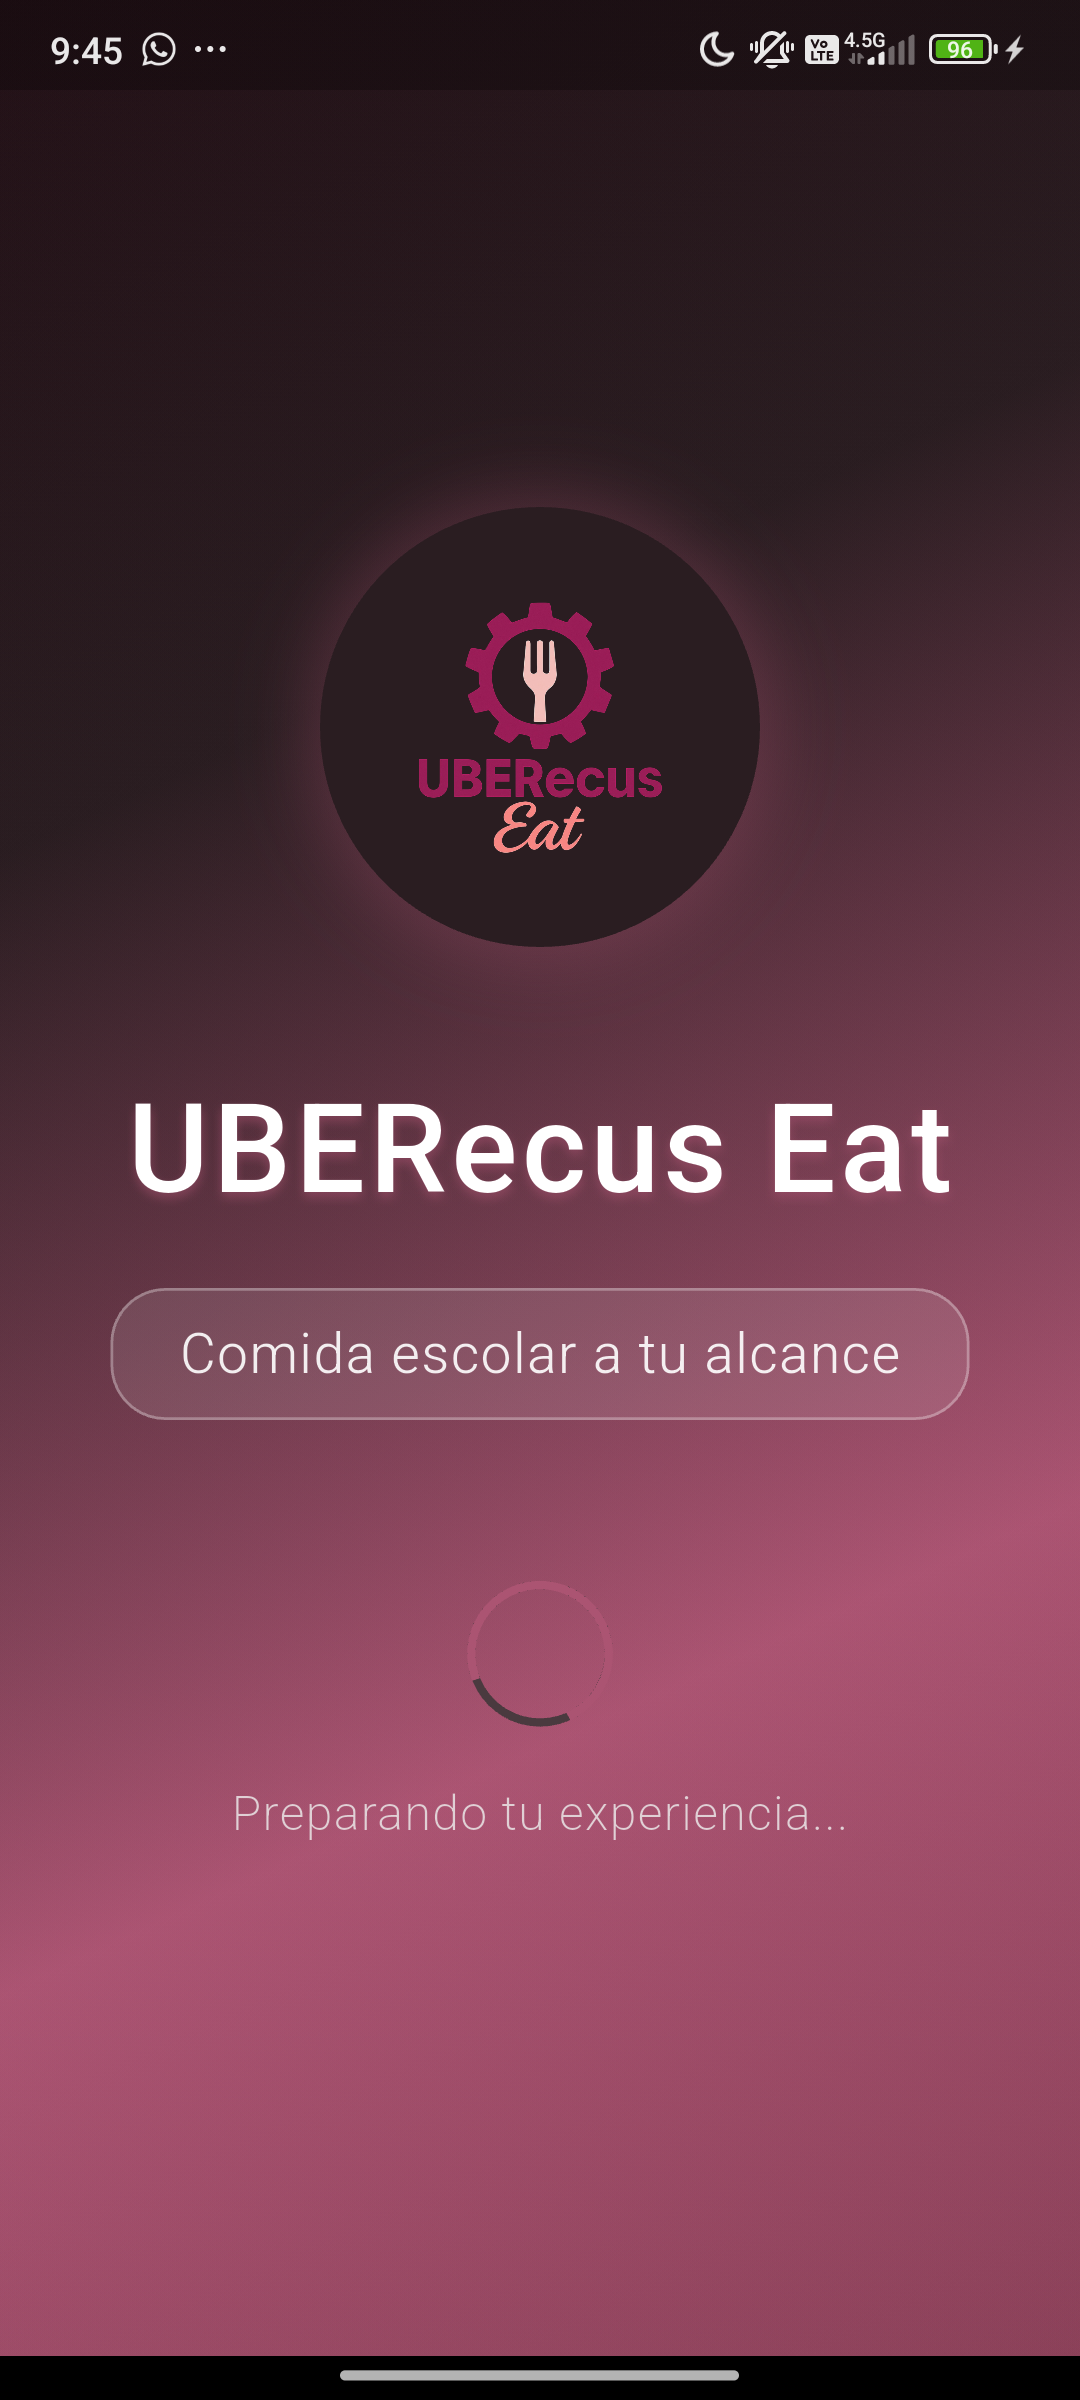 9:45
Vo LTE 4.5G 96
UBERecus
Eat
UBERecus Eat
Comida escolar a tu alcance
Preparando tu experiencia...